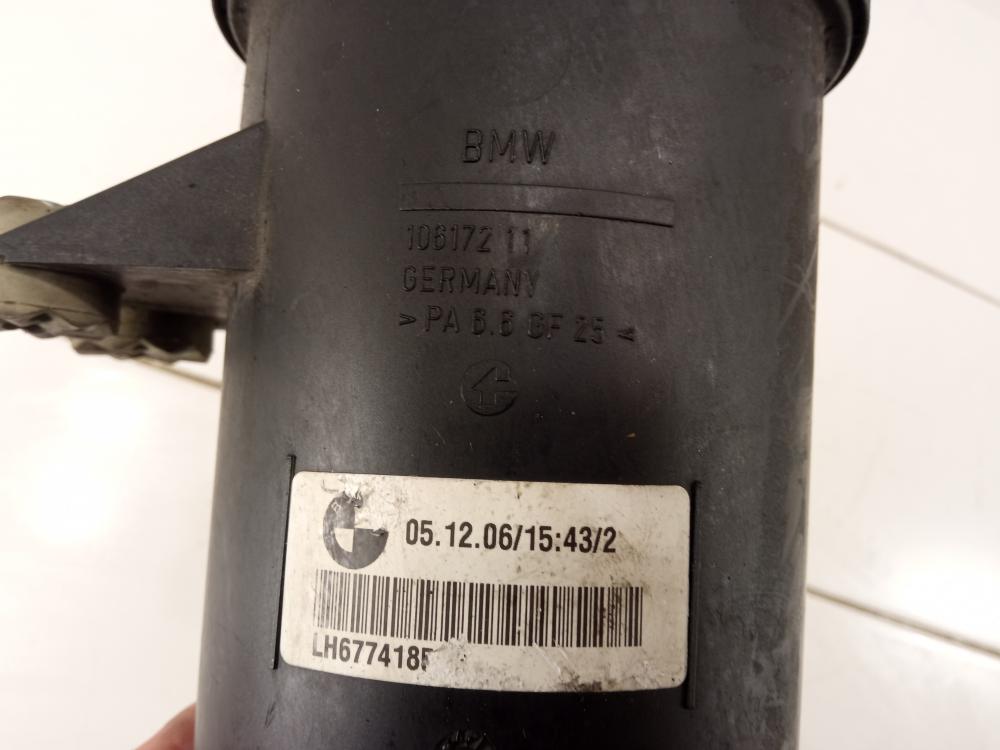 BMW
106172 11
GERMANY
>PA 6.6 GF 25<
05.12.06/15:43/2
LH677418